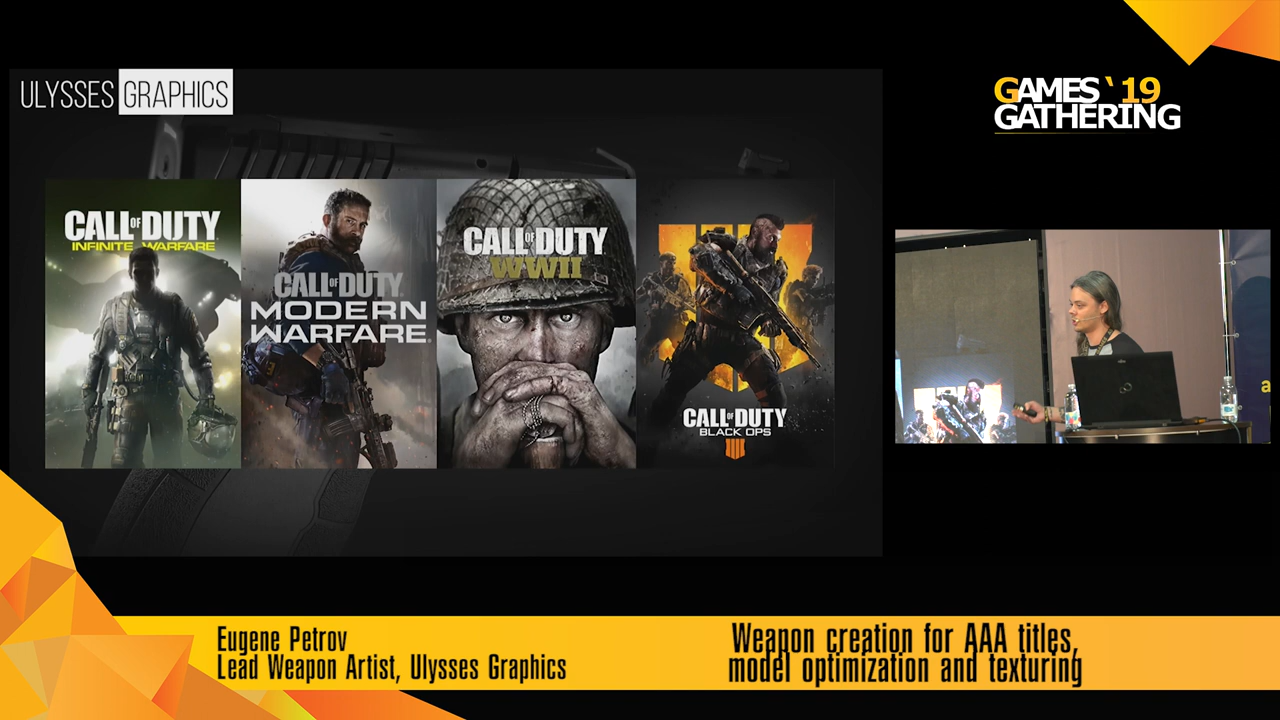 ULYSSES GRAPHICS
GAMES`19
GATHERING
CALL OF DUTY
INFINITE WARFARE
CALL OF DUTY
MODERN
WARFARE
CALL OF DUTY
WWII
CALL OF DUTY
BLACK OPS
IIII
Eugene Petrov
Lead Weapon Artist, Ulysses Graphics
Weapon creation for AAA titles,
model optimization and texturing